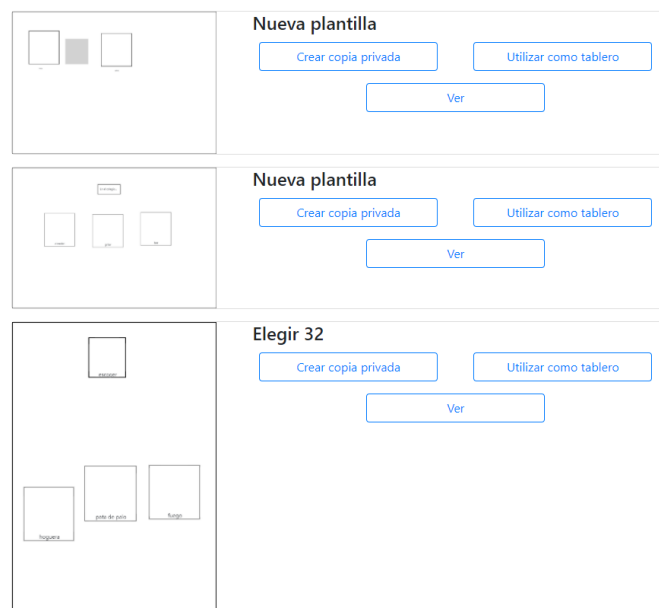 Nueva plantilla
Crear copia privada
Utilizar como tablero
Ver
Nueva plantilla
Crear copia privada
Utilizar como tablero
Ver
Elegir 32
Crear copia privada
Utilizar como tablero
Ver
hoguera
pata de palo
fuego